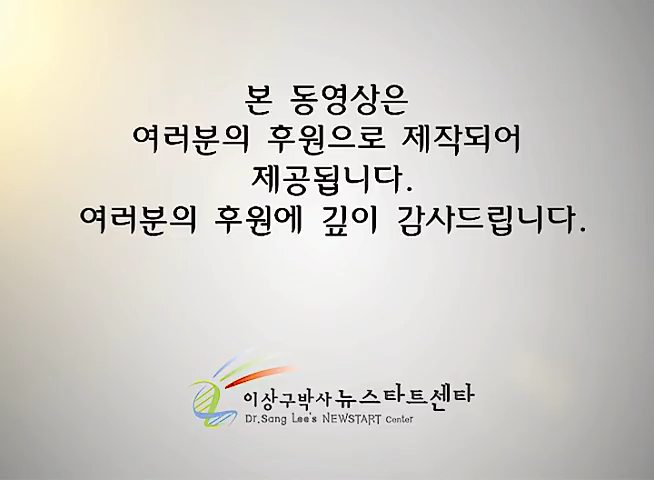 본 동영상은
여러분의 후원으로 제작되어
제공됩니다.
여러분의 후원에 깊이 감사드립니다.
이상구박사 뉴스타트센타
Dr.Sang Lee's NEWSTART Center